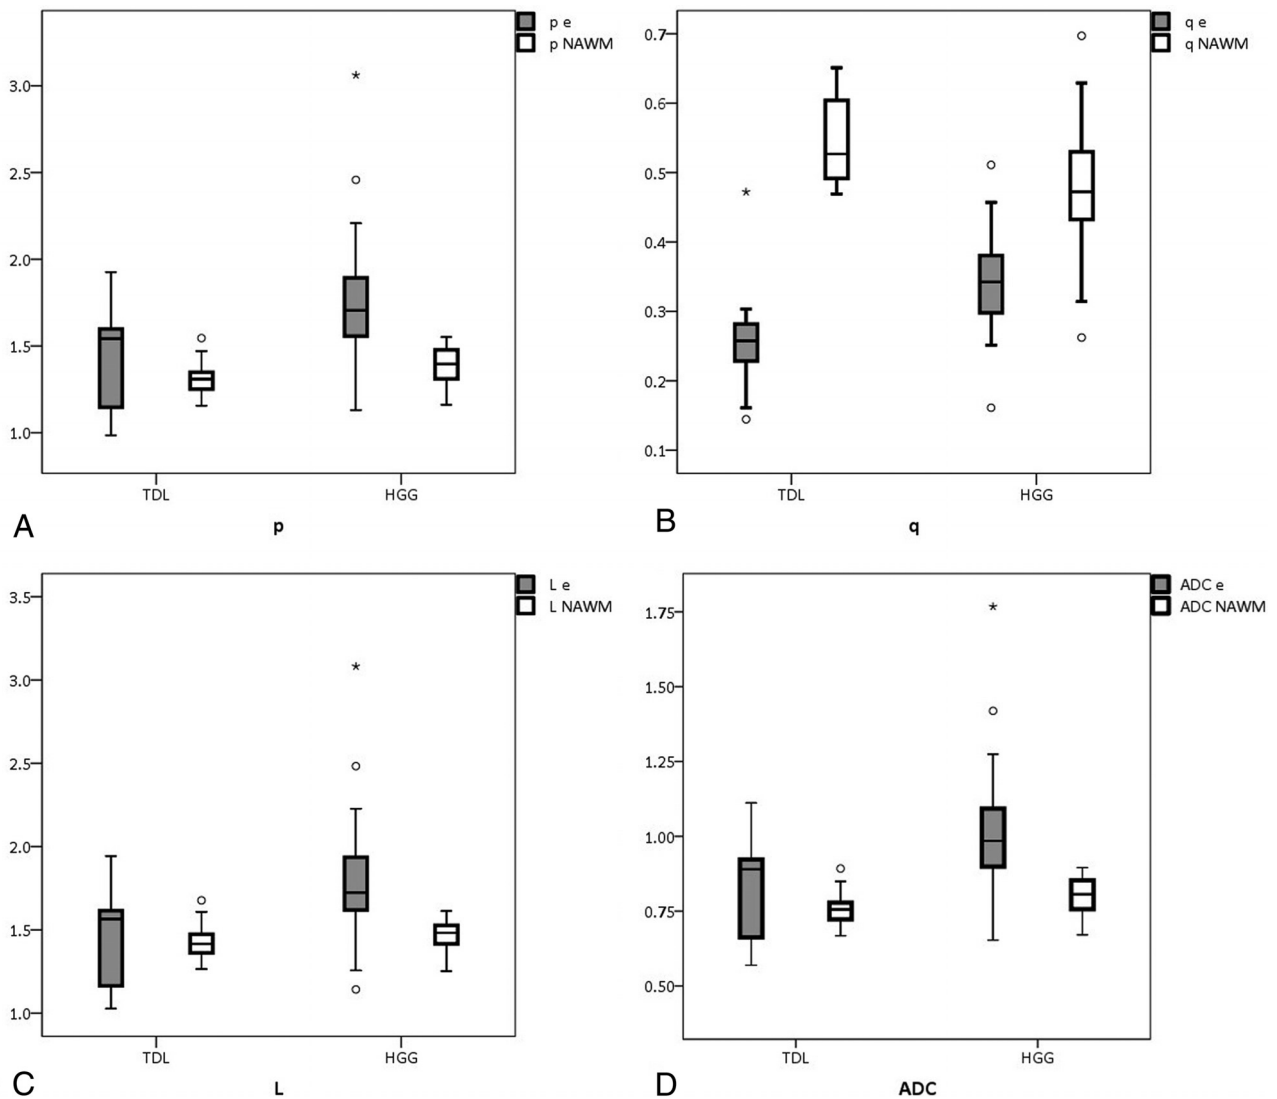 p e
p NAWM
3.0
2.5
2.0
1.5
1.0
TDL HGG
A p
q e
q NAWM
0.7
0.6
0.5
0.4
0.3
0.2
0.1
TDL HGG
B q
L e
L NAWM
3.5
3.0
2.5
2.0
1.5
1.0
TDL HGG
C L
ADC e
ADC NAWM
1.75
1.50
1.25
1.00
0.75
0.50
TDL HGG
D ADC